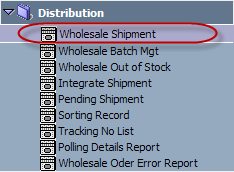 Distribution
Wholesale Shipment
Wholesale Batch Mgt
Wholesale Out of Stock
Integrate Shipment
Pending Shipment
Sorting Record
Tracking No List
Polling Details Report
Wholesale Oder Error Report